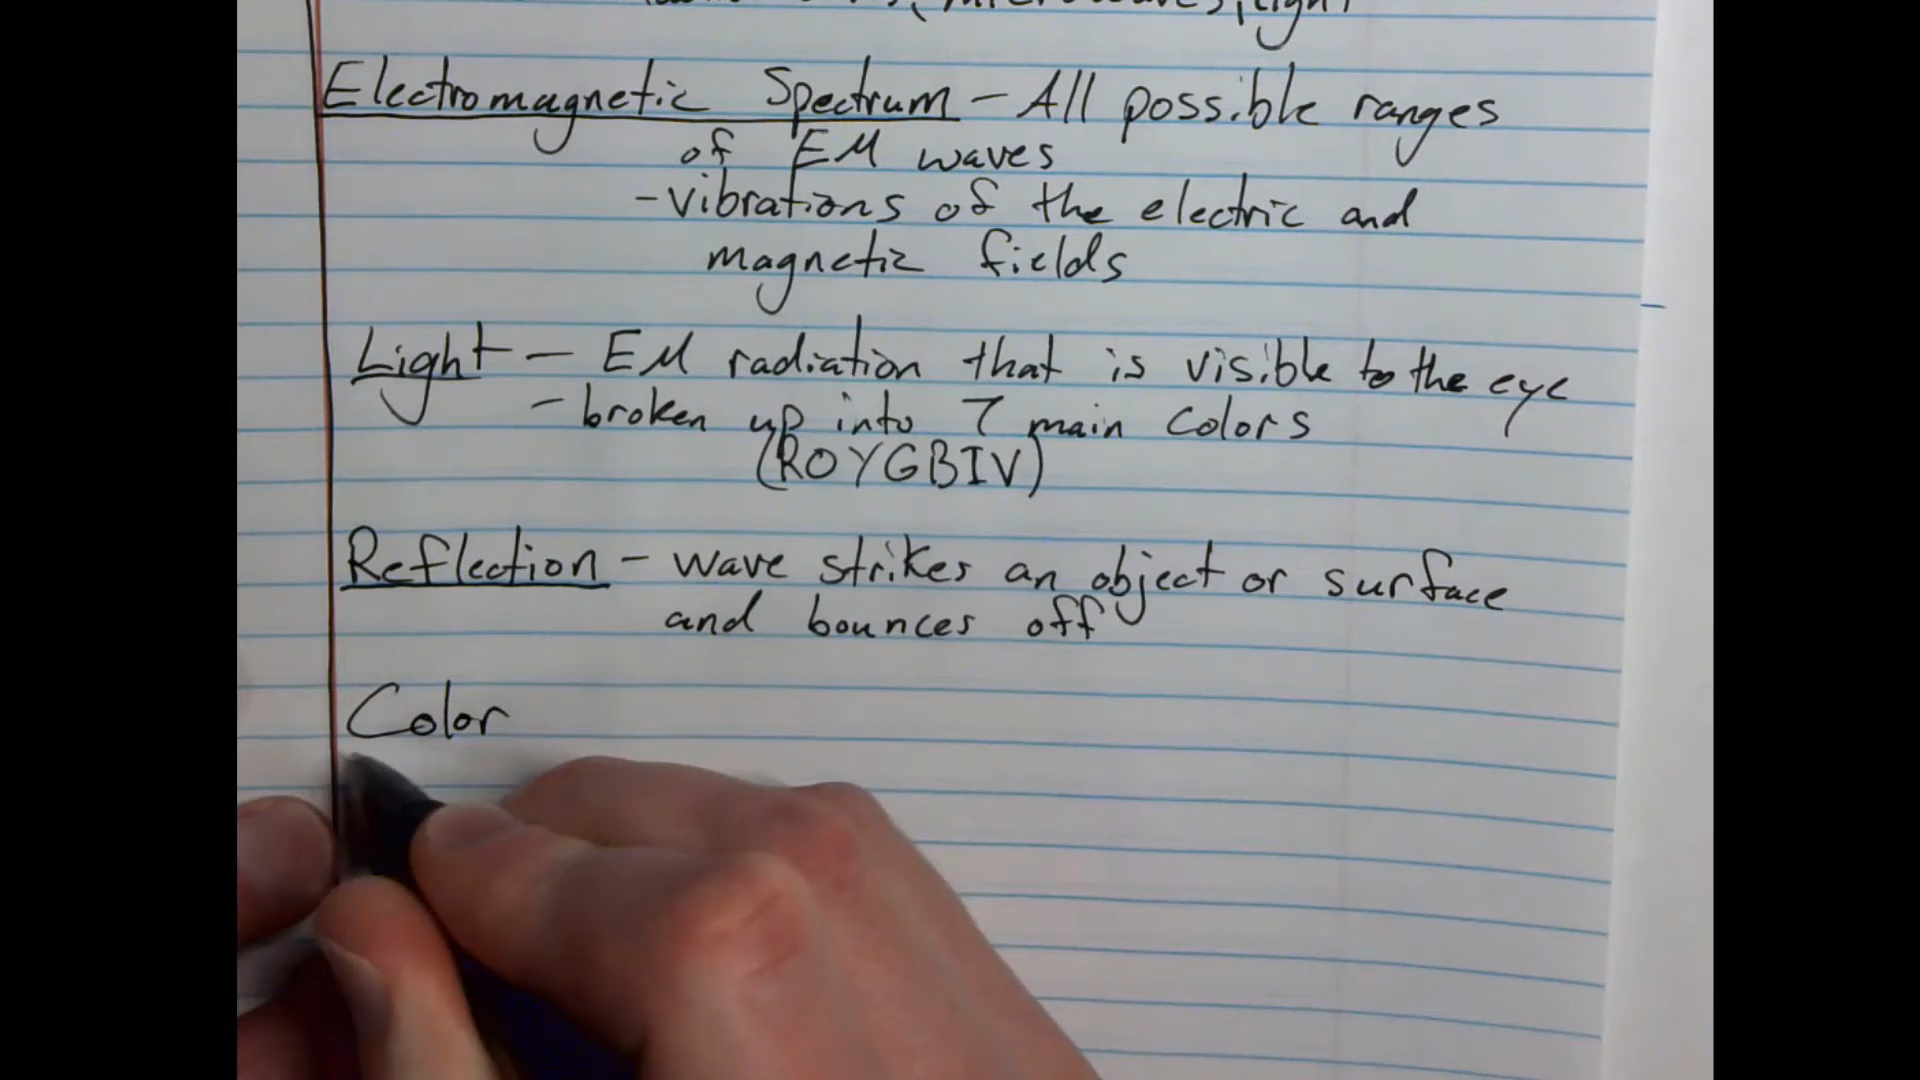 microwaves, light
Electromagnetic Spectrum - All possible ranges
of EM waves
- vibrations of the electric and
magnetic fields
Light - EM radiation that is visible to the eye
- broken up into 7 main colors
(ROYGBIV)
Reflection - wave strikes an object or surface
and bounces off
Color